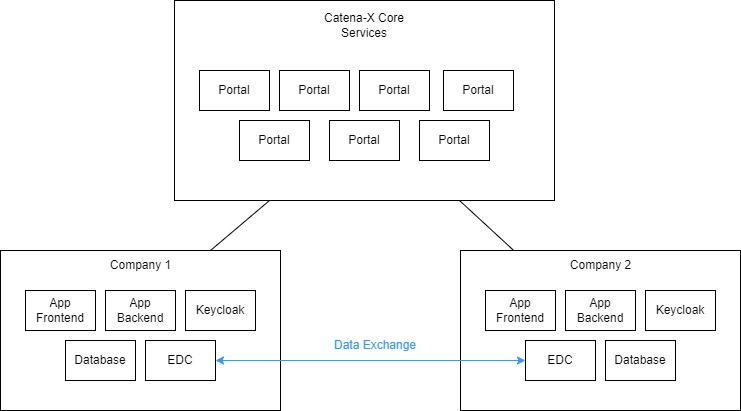 Catena-X Core
Services
Portal Portal Portal Portal
Portal Portal Portal
Company 1
App
Frontend
App
Backend
Keycloak
Database
EDC
Data Exchange
Company 2
App
Frontend
App
Backend
Keycloak
EDC
Database